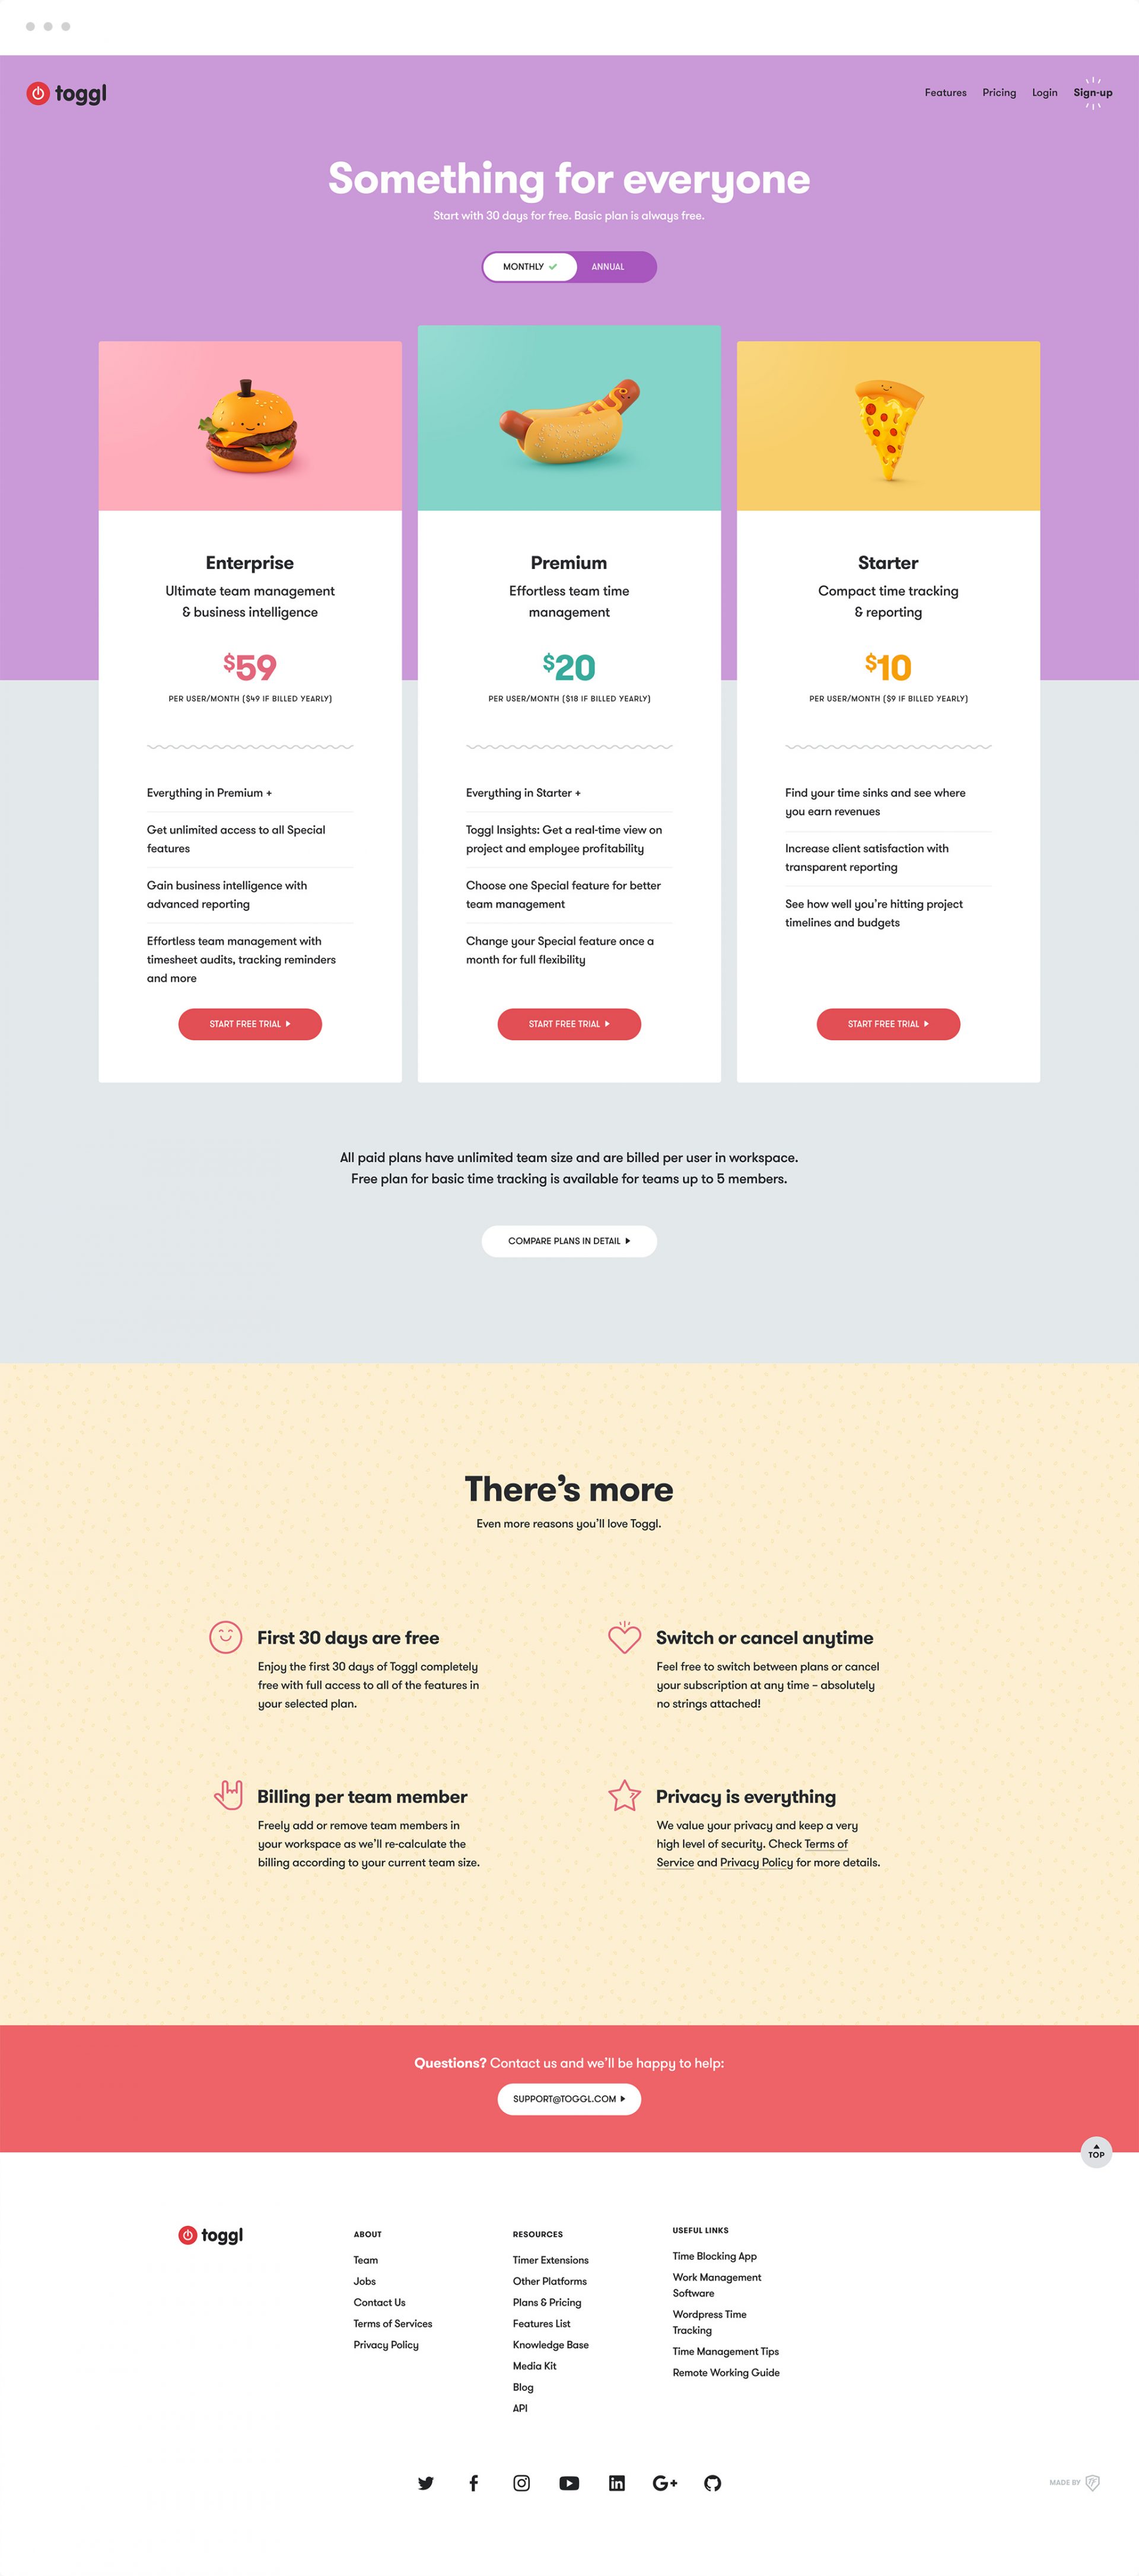 toggl
Features Pricing Login Sign-up
Something for everyone
Start with 30 days for free. Basic plan is always free.
MONTHLY ANNUAL
Enterprise
Ultimate team management
& business intelligence
$59
PER USER/MONTH ($49 IF BILLED YEARLY)
Everything in Premium +
Get unlimited access to all Special
features
Gain business intelligence with
advanced reporting
Effortless team management with
timesheet audits, tracking reminders
and more
START FREE TRIAL
Premium
Effortless team time
management
$20
PER USER/MONTH ($18 IF BILLED YEARLY)
Everything in Starter +
Toggl Insights: Get a real-time view on
project and employee profitability
Choose one Special feature for better
team management
Change your Special feature once a
month for full flexibility
START FREE TRIAL
Starter
Compact time tracking
& reporting
$10
PER USER/MONTH ($9 IF BILLED YEARLY)
Find your time sinks and see where
you earn revenues
Increase client satisfaction with
transparent reporting
See how well you're hitting project
timelines and budgets
START FREE TRIAL
All paid plans have unlimited team size and are billed per user in workspace.
Free plan for basic time tracking is available for teams up to 5 members.
COMPARE PLANS IN DETAIL
There's more
Even more reasons you'll love Toggl.
First 30 days are free
Enjoy the first 30 days of Toggl completely
free with full access to all of the features in
your selected plan.
Switch or cancel anytime
Feel free to switch between plans or cancel
your subscription at any time – absolutely
no strings attached!
Billing per team member
Freely add or remove team members in
your workspace as we'll re-calculate the
billing according to your current team size.
Privacy is everything
We value your privacy and keep a very
high level of security. Check Terms of
Service and Privacy Policy for more details.
Questions? Contact us and we'll be happy to help:
SUPPORT@TOGGL.COM
TOP
toggl
ABOUT
Team
Jobs
Contact Us
Terms of Services
Privacy Policy
RESOURCES
Timer Extensions
Other Platforms
Plans & Pricing
Features List
Knowledge Base
Media Kit
Blog
API
USEFUL LINKS
Time Blocking App
Work Management
Software
Wordpress Time
Tracking
Time Management Tips
Remote Working Guide
MADE BY